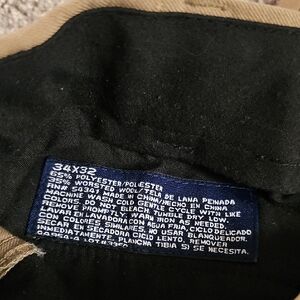 34X32
65% POLYESTER/POLYESTER
35% WORSTED WOOL/TELA DE LANA PEINADA
RN# 54341 MADE IN CHINA/HECHO EN CHINA
MACHINE WASH COLD GENTLE CYCLE WITH LIKE
COLORS. DO NOT BLEACH. TUMBLE DRY LOW.
REMOVE PROMPTLY. WARM IRON AS NEEDED.
LAVAR EN LAVADORA CON AGUA FRIA, CICLO DELICADO
CON COLORES SIMILARES. NO USAR BLANQUEADOR.
SECAR EN SECADORA CICLO LENTO. REMOVER
INMEDIATAMENTE. PLANCHA TIBIA SI SE NECESITA.